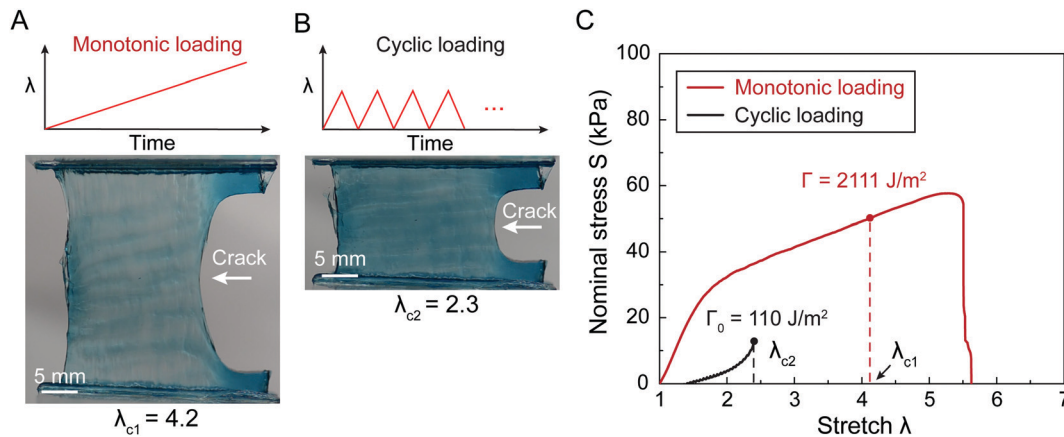 A
Monotonic loading
λ
Time
Crack
5 mm
5 mm
λc1 = 4.2
B
Cyclic loading
λ
...
Time
Crack
5 mm
λc2 = 2.3
C
Nominal stress S (kPa)
100
80
60
40
20
0
Monotonic loading
Cyclic loading
Γ = 2111 J/m²
Γ0 = 110 J/m²
λc2
λc1
1 2 3 4 5 6 7
Stretch λ